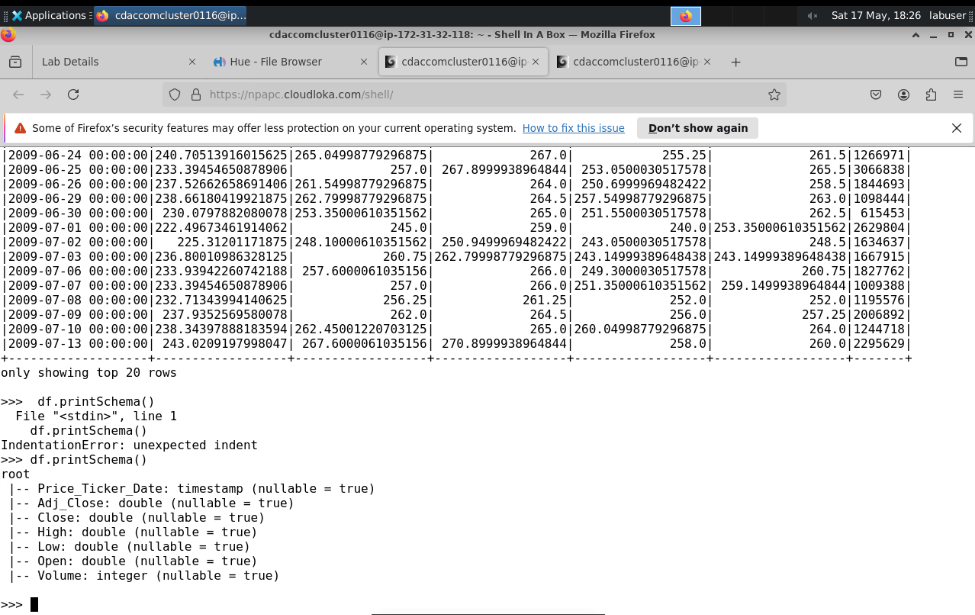 Applications
cdaccomcluster0116@ip...
Sat 17 May, 18:26 labuser
cdaccomcluster0116@ip-172-31-32-118: ~ - Shell In A Box — Mozilla Firefox
Lab Details
Hue - File Browser
cdaccomcluster0116@ip-
cdaccomcluster0116@ip-
https://npapc.cloudloka.com/shell/
Some of Firefox's security features may offer less protection on your current operating system. How to fix this issue Don't show again
|2009-06-24 00:00:00|240.70513916015625|265.04998779296875| 267.0| 255.25| 261.5|1266971|
|2009-06-25 00:00:00|233.39454650878906| 257.0| 267.8999938964844| 253.0500030517578| 265.5|3066838|
|2009-06-26 00:00:00|237.52662658691406|261.54998779296875| 264.0| 250.6999969482422| 258.5|1844693|
|2009-06-29 00:00:00|238.66180419921875|262.79998779296875| 264.5|257.54998779296875| 263.0|1098444|
|2009-06-30 00:00:00| 230.0797882080078|253.35000610351562| 265.0| 251.5500030517578| 262.5| 615453|
|2009-07-01 00:00:00|222.49673461914062| 245.0| 259.0| 240.0|253.35000610351562|2629804|
|2009-07-02 00:00:00| 225.31201171875|248.10000610351562| 250.9499969482422| 243.0500030517578| 248.5|1634637|
|2009-07-03 00:00:00|236.80010986328125| 260.75|262.79998779296875|243.14999389648438|243.14999389648438|1667915|
|2009-07-06 00:00:00|233.93942260742188| 257.6000061035156| 266.0| 249.3000030517578| 260.75|1827762|
|2009-07-07 00:00:00|233.39454650878906| 257.0| 266.0|251.35000610351562| 259.1499938964844|1009388|
|2009-07-08 00:00:00|232.71343994140625| 256.25| 261.25| 252.0| 252.0|1195576|
|2009-07-09 00:00:00| 237.9352569580078| 262.0| 264.5| 256.0| 257.25|2006892|
|2009-07-10 00:00:00|238.34397888183594|262.45001220703125| 265.0|260.04998779296875| 264.0|1244718|
|2009-07-13 00:00:00| 243.0209197998047| 267.6000061035156| 270.8999938964844| 258.0| 260.0|2295629|
+-------------------+------------------+------------------+------------------+------------------+------------------+-------+
only showing top 20 rows
>>>  df.printSchema()
  File "<stdin>", line 1
    df.printSchema()
IndentationError: unexpected indent
>>> df.printSchema()
root
 |-- Price_Ticker_Date: timestamp (nullable = true)
 |-- Adj_Close: double (nullable = true)
 |-- Close: double (nullable = true)
 |-- High: double (nullable = true)
 |-- Low: double (nullable = true)
 |-- Open: double (nullable = true)
 |-- Volume: integer (nullable = true)
>>>